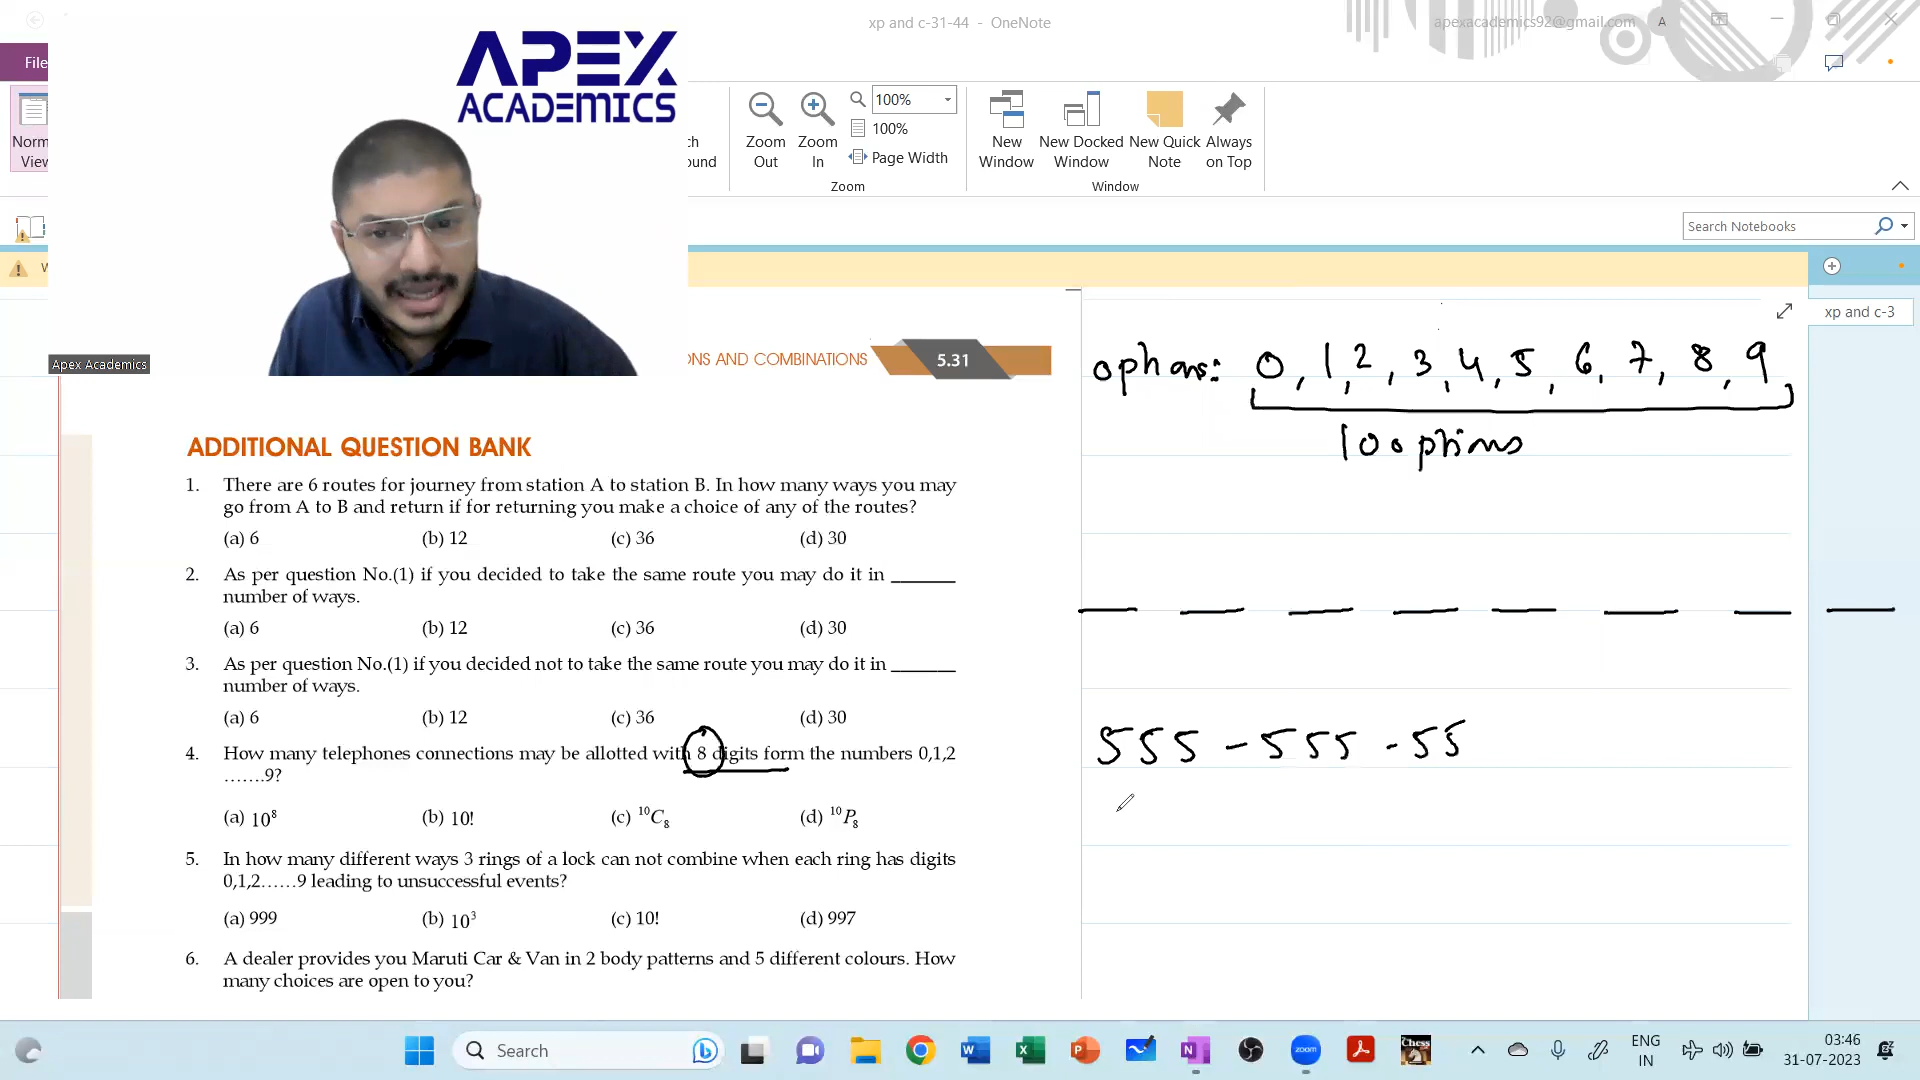 xp and c-31-44 - OneNote
apexacademics92@gmail.com
A
File
APEX
ACADEMICS
Norm
View
100%
100%
Page Width
Zoom
Out
Zoom
In
Zoom
New
Window
New Docked
Window
New Quick
Note
Always
on Top
Window
Search Notebooks
xp and c-3
Apex Academics
ONS AND COMBINATIONS 5.31
ADDITIONAL QUESTION BANK
1. There are 6 routes for journey from station A to station B. In how many ways you may
go from A to B and return if for returning you make a choice of any of the routes?
(a) 6 (b) 12 (c) 36 (d) 30
2. As per question No.(1) if you decided to take the same route you may do it in _______
number of ways.
(a) 6 (b) 12 (c) 36 (d) 30
3. As per question No.(1) if you decided not to take the same route you may do it in _______
number of ways.
(a) 6 (b) 12 (c) 36 (d) 30
4. How many telephones connections may be allotted with 8 digits form the numbers 0,1,2
…….9?
(a) 10⁸ (b) 10! (c) ¹⁰C₈ (d) ¹⁰P₈
5. In how many different ways 3 rings of a lock can not combine when each ring has digits
0,1,2……9 leading to unsuccessful events?
(a) 999 (b) 10³ (c) 10! (d) 997
6. A dealer provides you Maruti Car & Van in 2 body patterns and 5 different colours. How
many choices are open to you?
options: 0, 1, 2, 3, 4, 5, 6, 7, 8, 9
10 options
555 - 555 - 55
Search
ENG
IN
03:46
31-07-2023